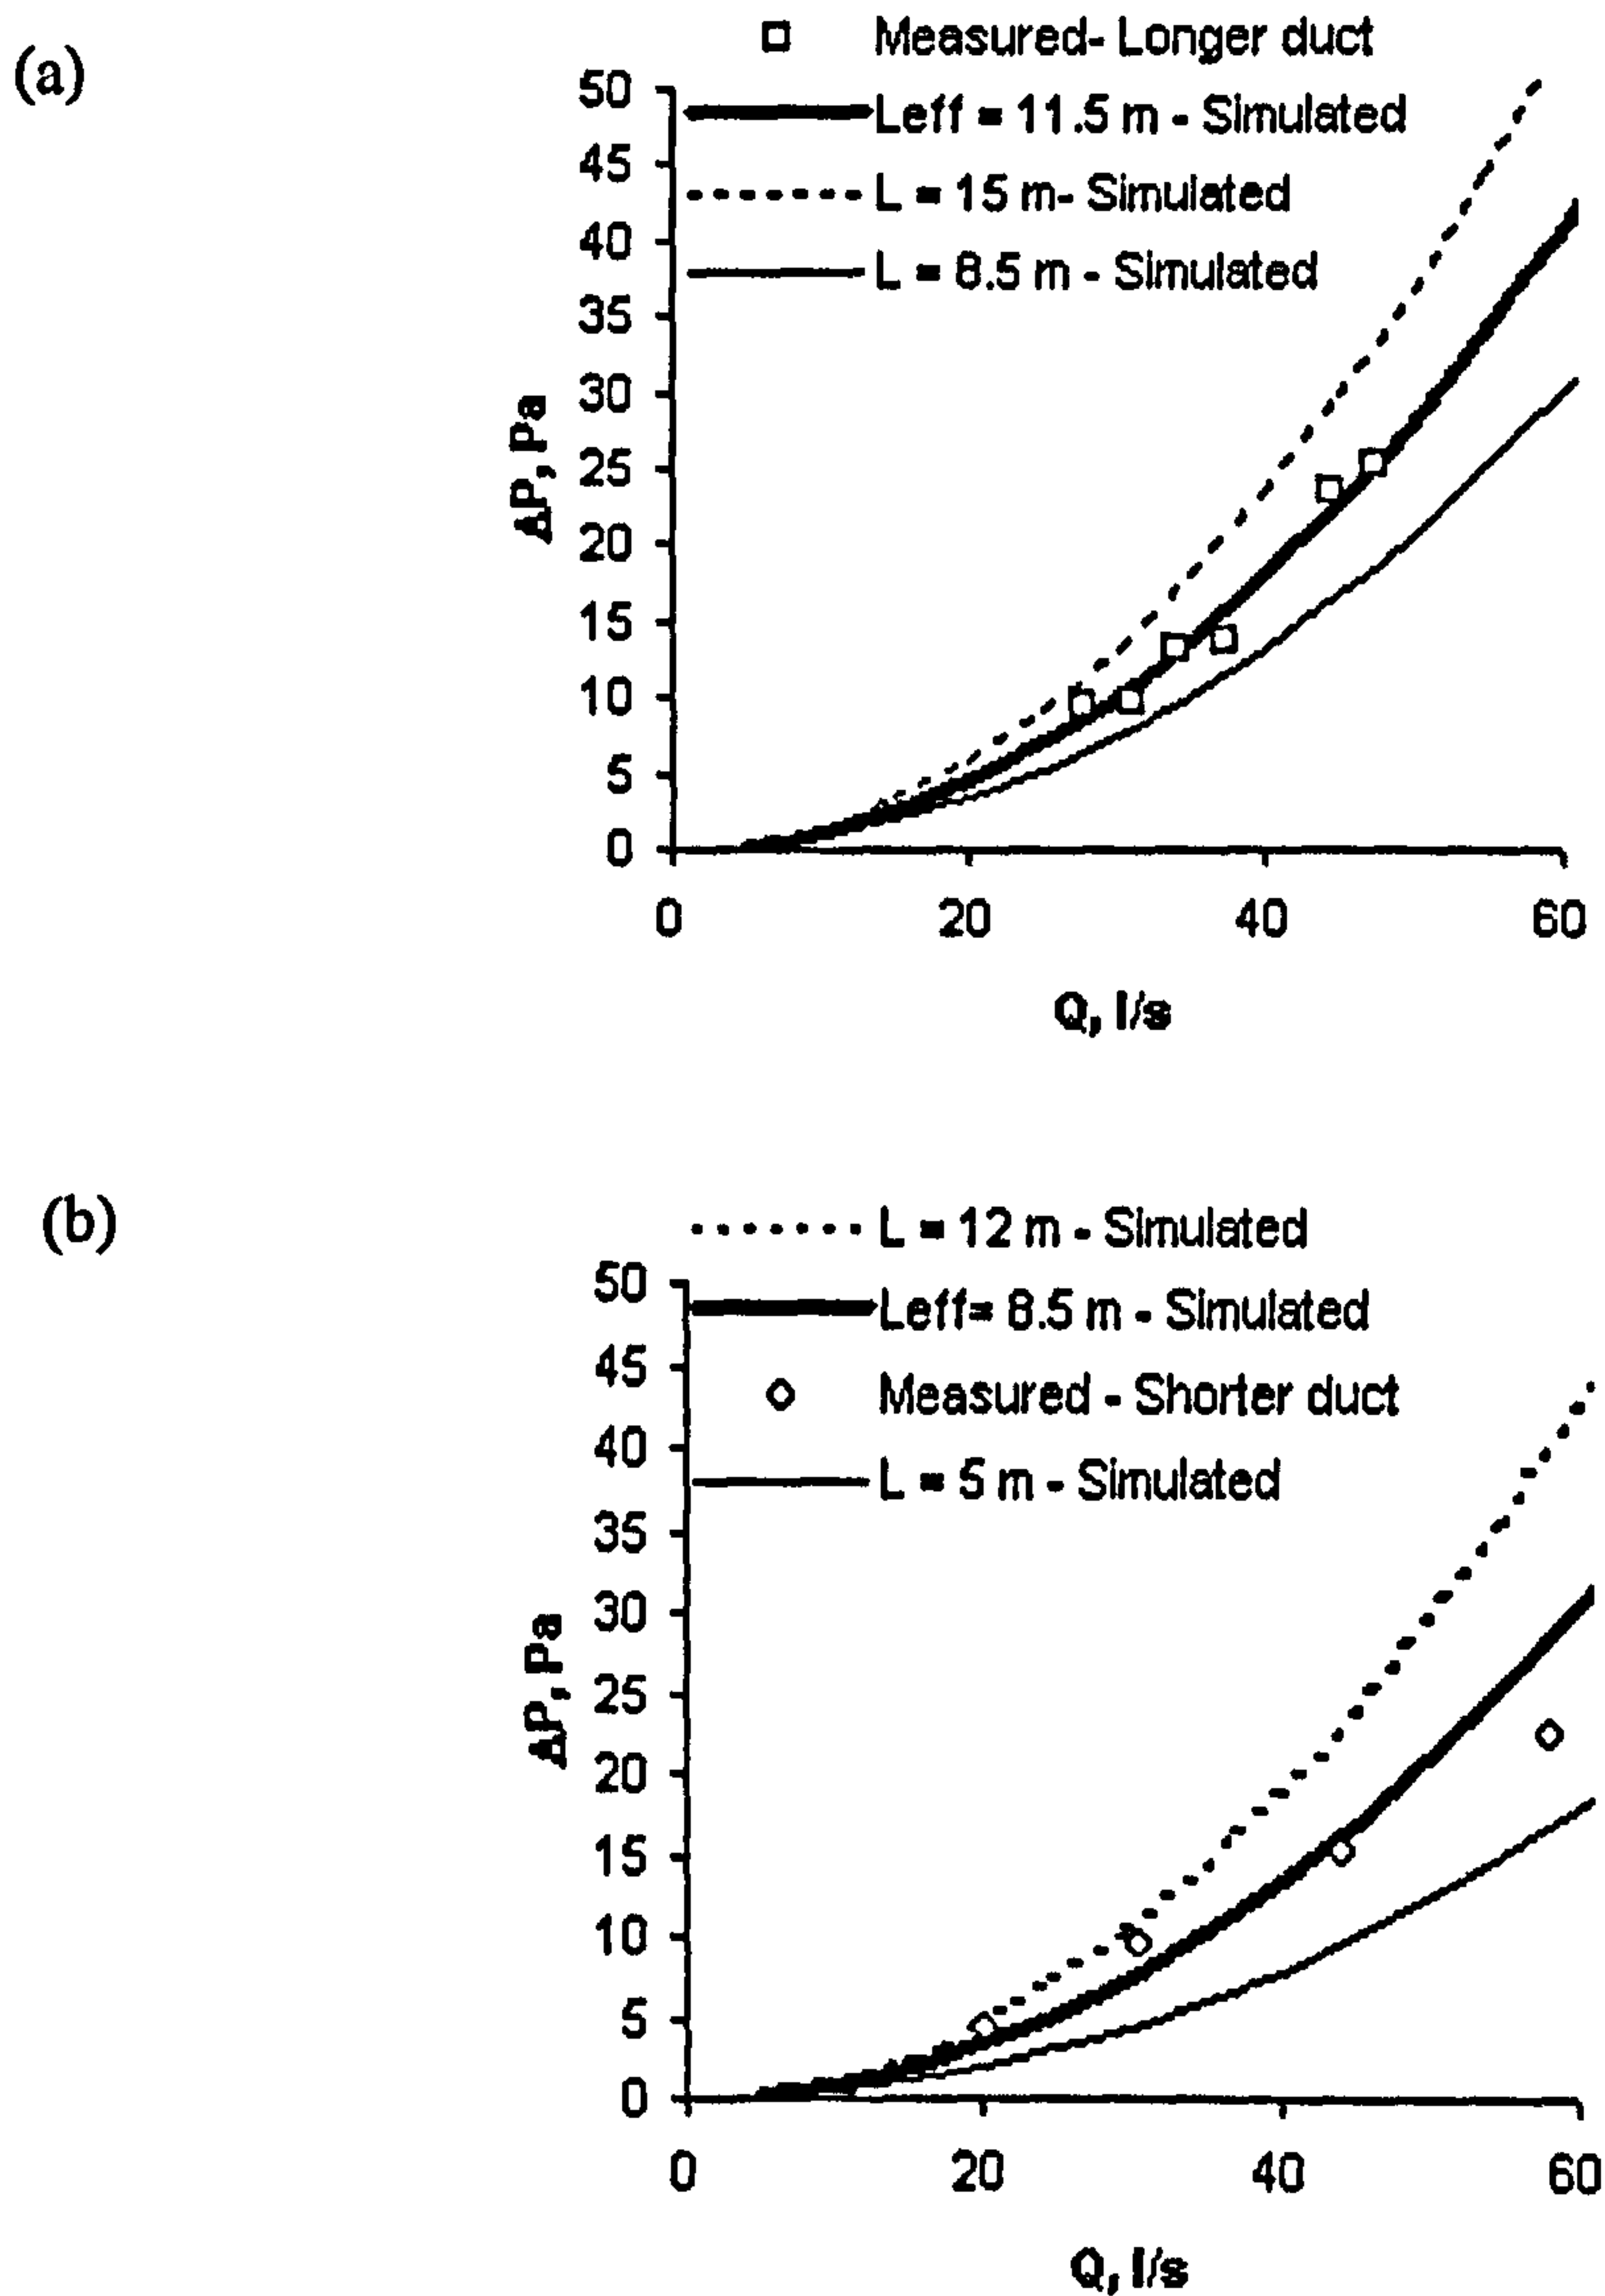 (a)
Measured- Longer duct
Leff = 11.5 m - Simulated
L = 15 m- Simulated
L = 8.5 m - Simulated
50
45
40
35
30
25
20
15
10
5
0
ΔP, Pa
0 20 40 60
Q, l/s
(b)
L = 12 m - Simulated
Leff= 8.5 m - Simulated
Measured - Shorter duct
L = 5 m - Simulated
50
45
40
35
30
25
20
15
10
5
0
ΔP, Pa
0 20 40 60
Q, l/s